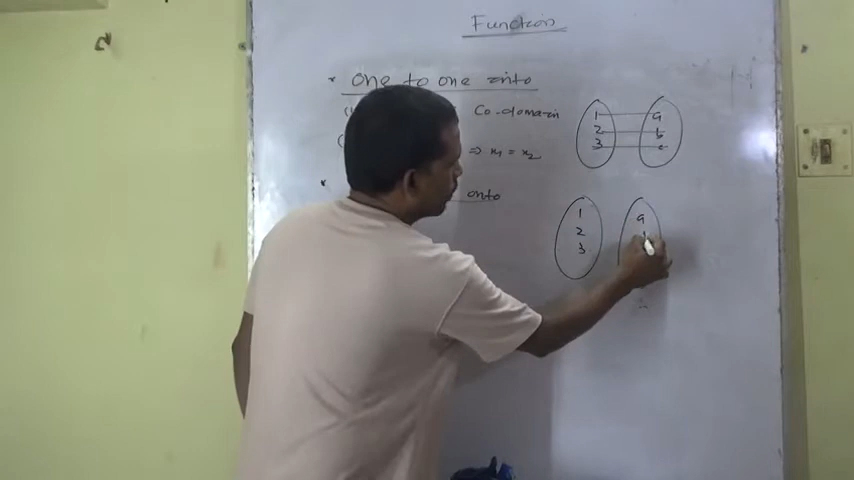 Function
* one to one into
Co-domain
⇒ x₁ = x₂
onto
1 a
2 b
3 c
1 a
2
3